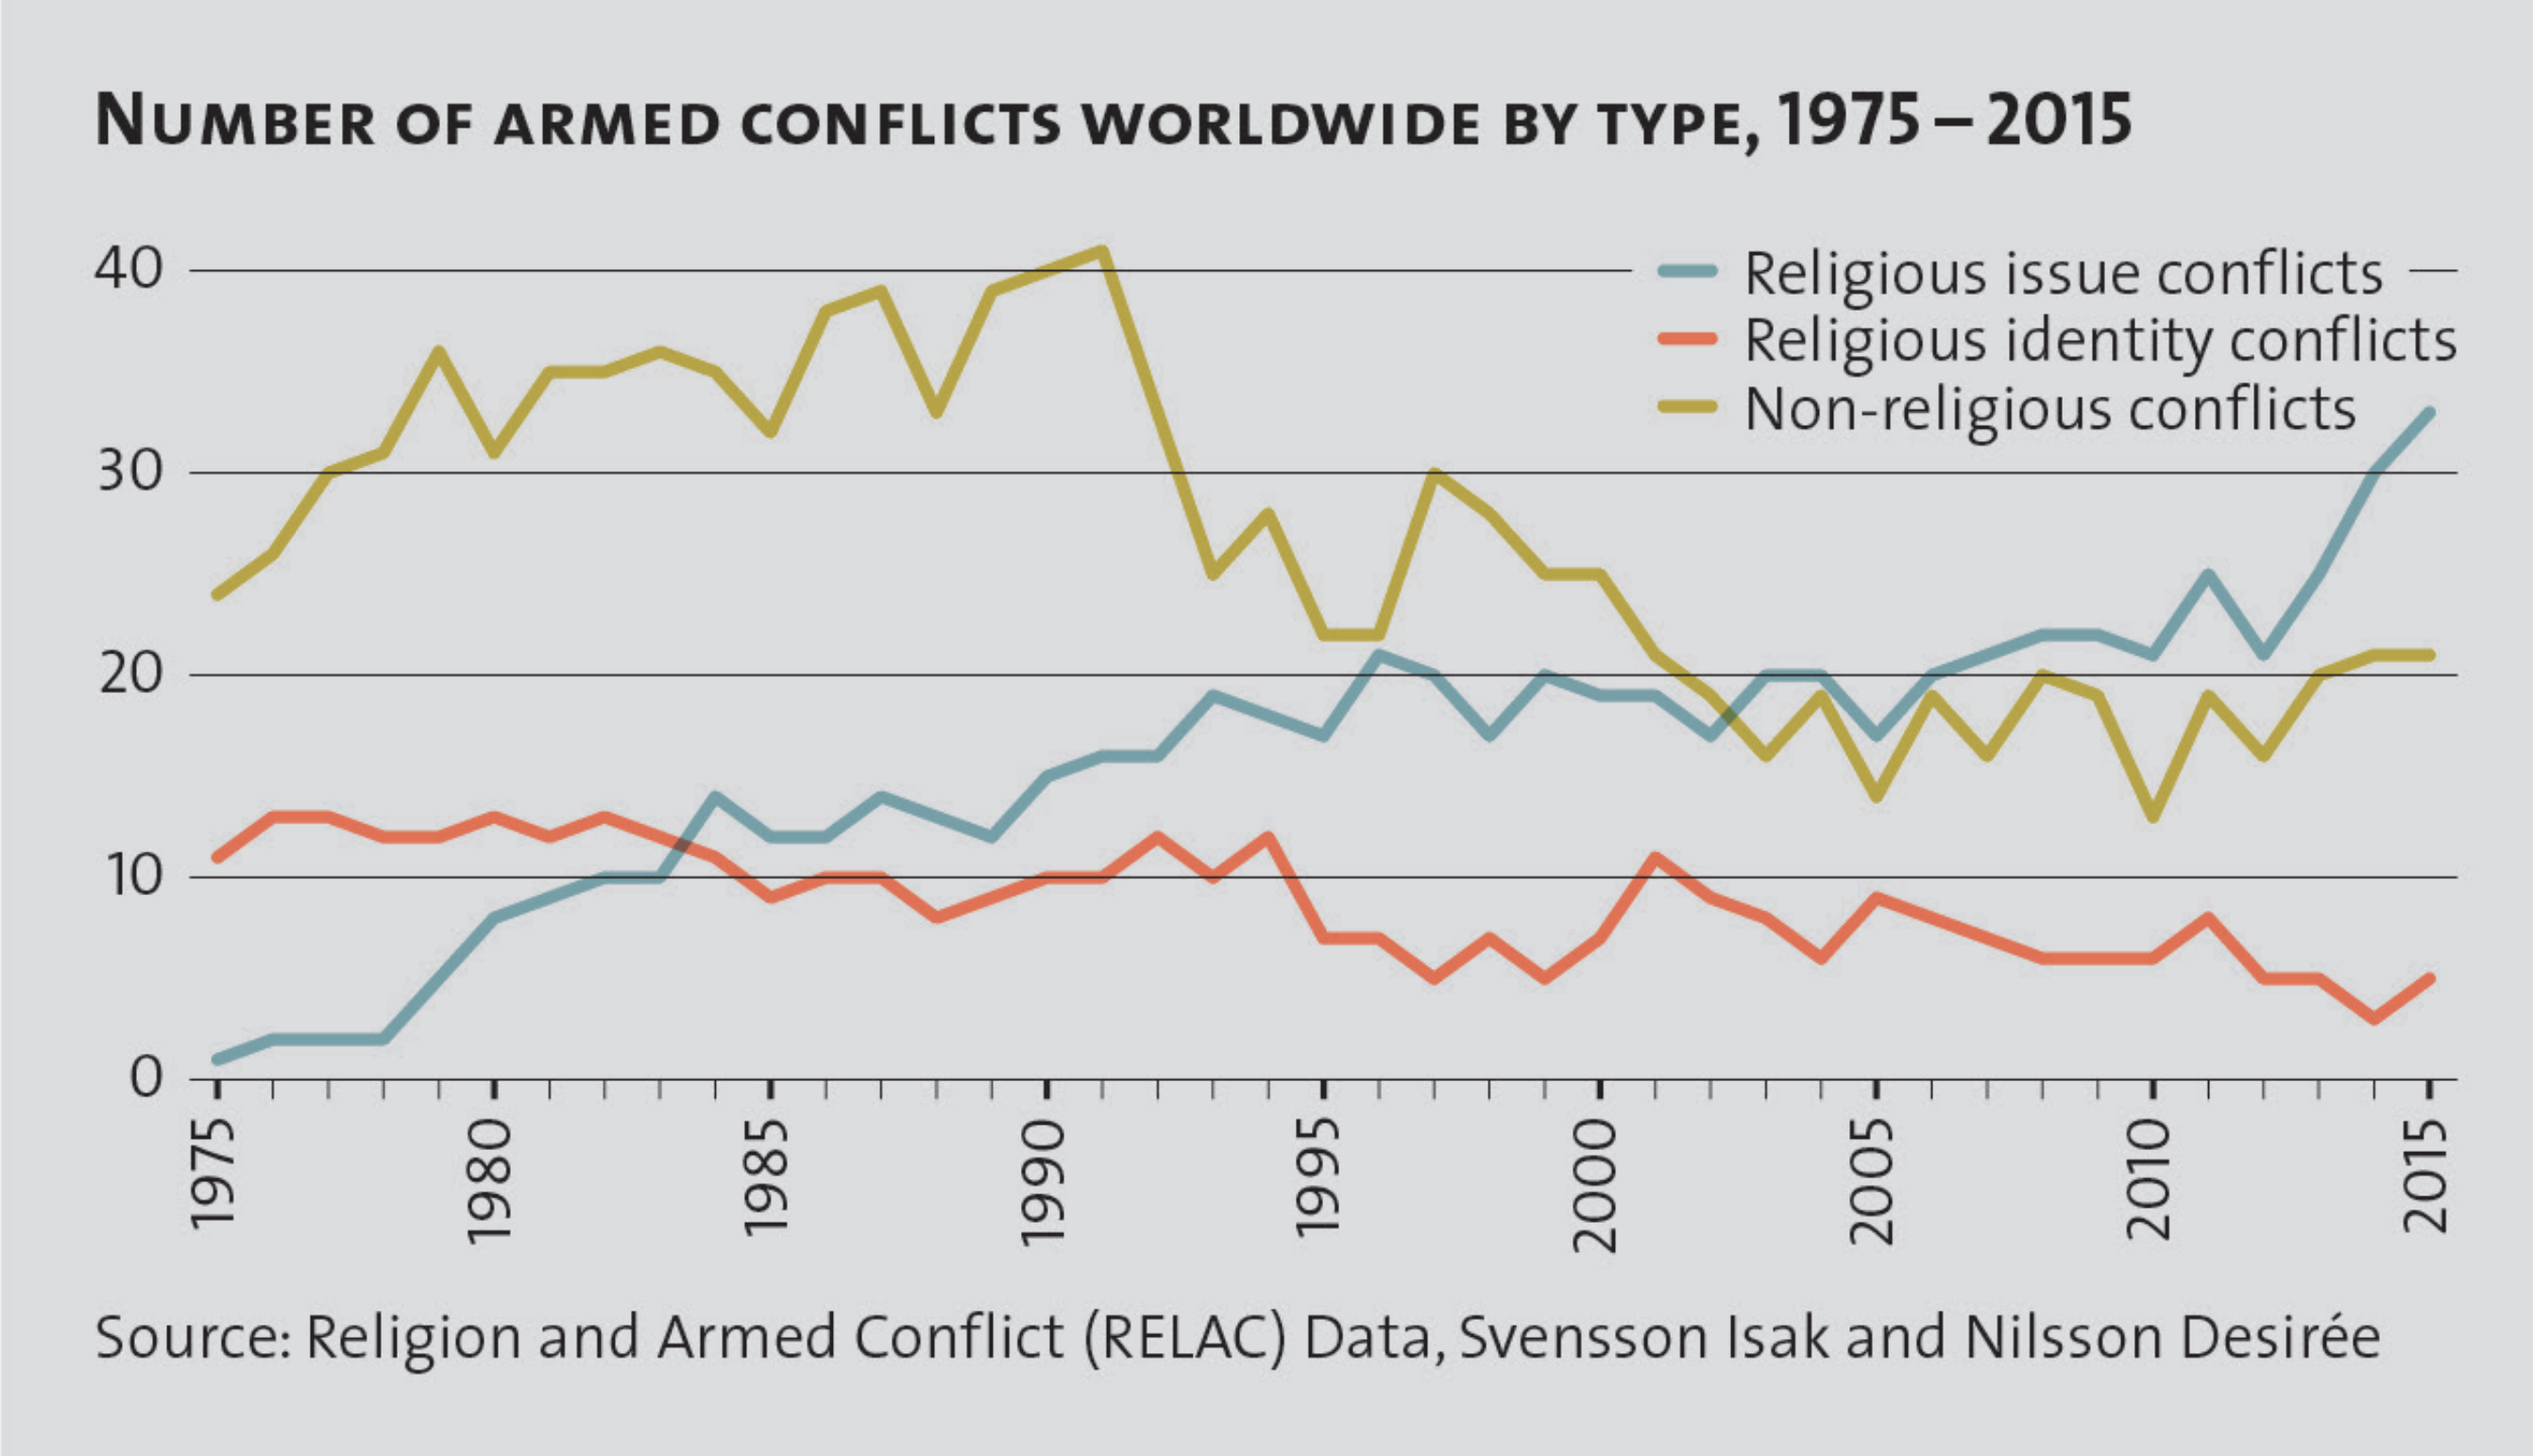 NUMBER OF ARMED CONFLICTS WORLDWIDE BY TYPE, 1975 – 2015
40
30
20
10
0
Religious issue conflicts
Religious identity conflicts
Non-religious conflicts
1975
1980
1985
1990
1995
2000
2005
2010
2015
Source: Religion and Armed Conflict (RELAC) Data, Svensson Isak and Nilsson Desirée